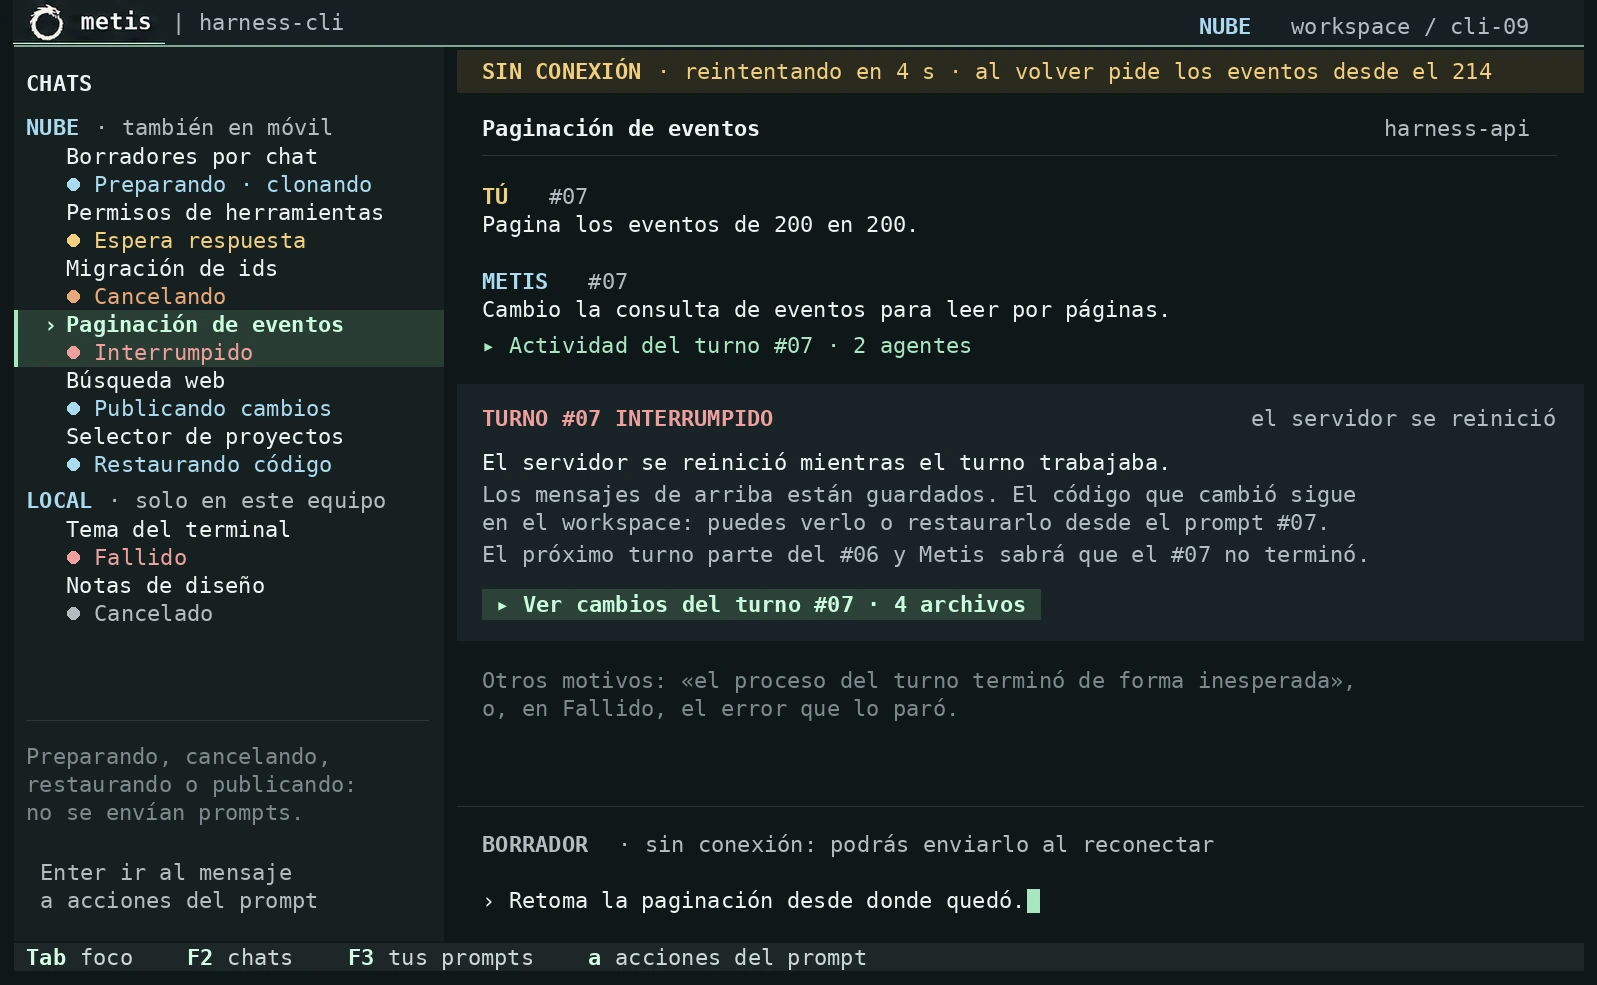 metis | harness-cli
NUBE workspace / cli-09
CHATS
NUBE · también en móvil
Borradores por chat
● Preparando · clonando
Permisos de herramientas
● Espera respuesta
Migración de ids
● Cancelando
› Paginación de eventos
● Interrumpido
Búsqueda web
● Publicando cambios
Selector de proyectos
● Restaurando código
LOCAL · solo en este equipo
Tema del terminal
● Fallido
Notas de diseño
● Cancelado
Preparando, cancelando,
restaurando o publicando:
no se envían prompts.
Enter ir al mensaje
a acciones del prompt
SIN CONEXIÓN · reintentando en 4 s · al volver pide los eventos desde el 214
Paginación de eventos harness-api
TÚ #07
Pagina los eventos de 200 en 200.
METIS #07
Cambio la consulta de eventos para leer por páginas.
▸ Actividad del turno #07 · 2 agentes
TURNO #07 INTERRUMPIDO el servidor se reinició
El servidor se reinició mientras el turno trabajaba.
Los mensajes de arriba están guardados. El código que cambió sigue
en el workspace: puedes verlo o restaurarlo desde el prompt #07.
El próximo turno parte del #06 y Metis sabrá que el #07 no terminó.
▸ Ver cambios del turno #07 · 4 archivos
Otros motivos: «el proceso del turno terminó de forma inesperada»,
o, en Fallido, el error que lo paró.
BORRADOR · sin conexión: podrás enviarlo al reconectar
› Retoma la paginación desde donde quedó.
Tab foco F2 chats F3 tus prompts a acciones del prompt